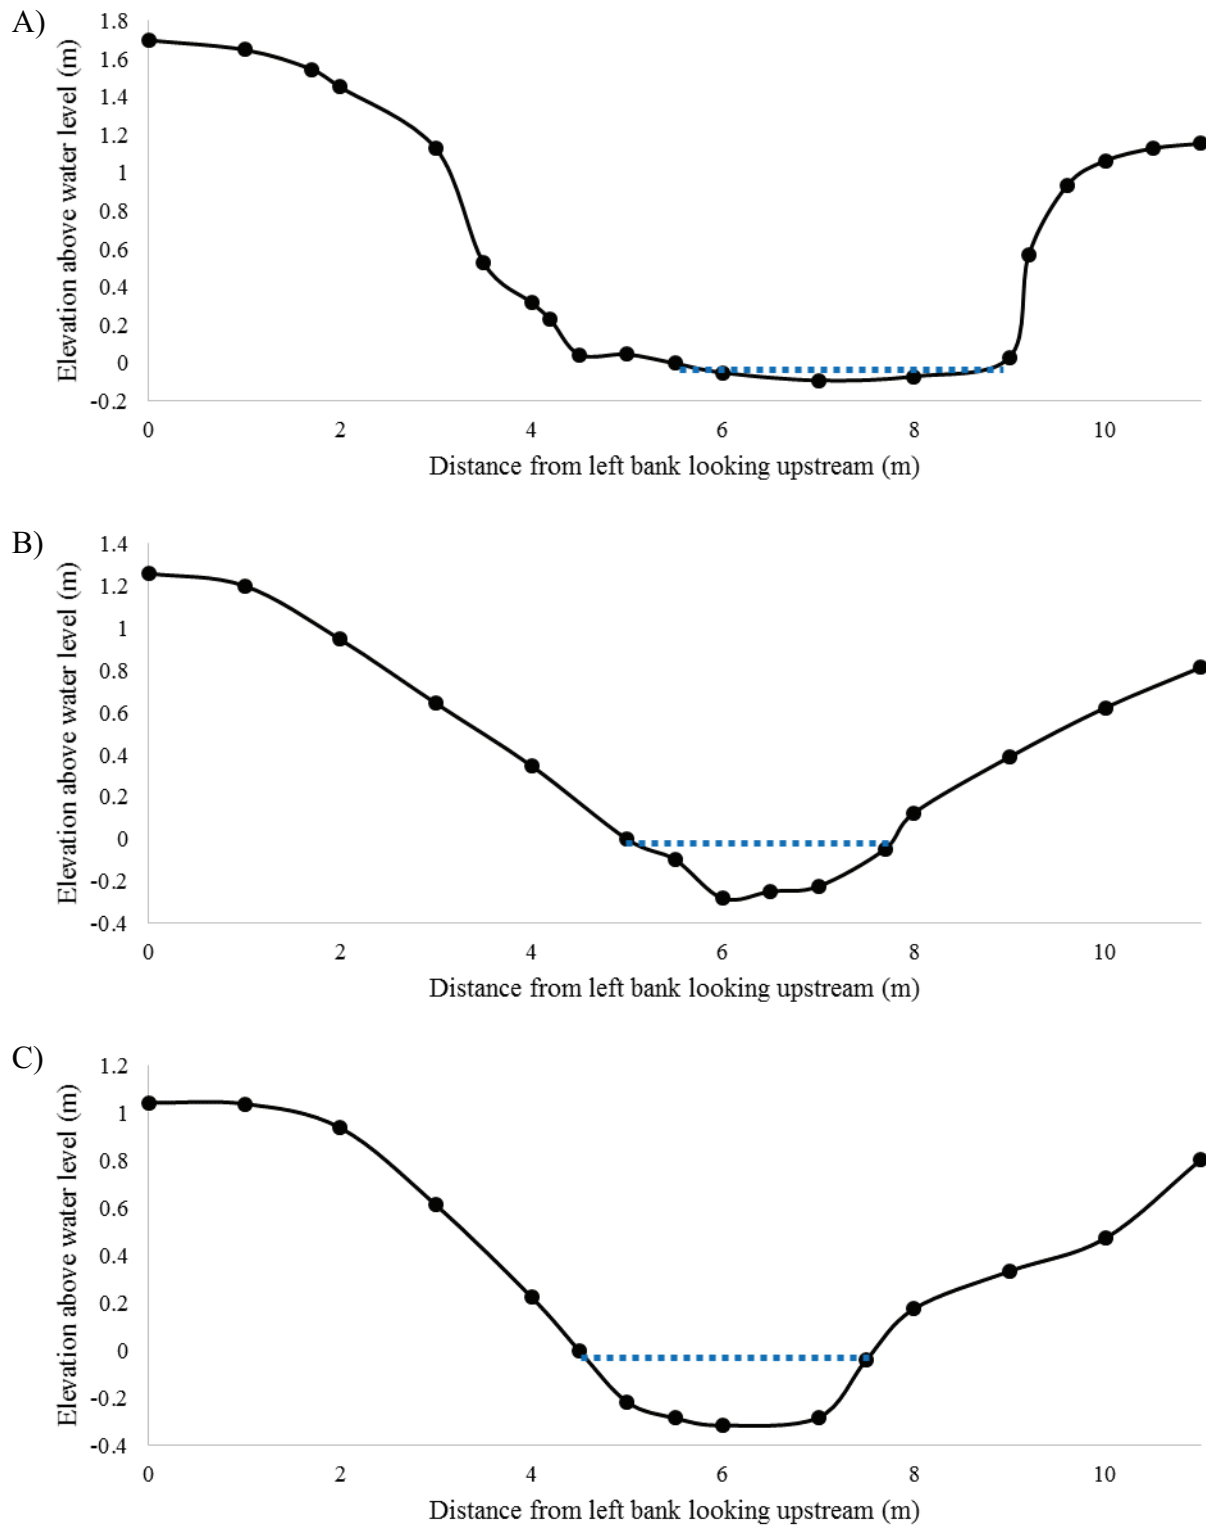 A)
Elevation above water level (m)
1.8
1.6
1.4
1.2
1
0.8
0.6
0.4
0.2
0
-0.2
0 2 4 6 8 10
Distance from left bank looking upstream (m)
B)
Elevation above water level (m)
1.4
1.2
1
0.8
0.6
0.4
0.2
0
-0.2
-0.4
0 2 4 6 8 10
Distance from left bank looking upstream (m)
C)
Elevation above water level (m)
1.2
1
0.8
0.6
0.4
0.2
0
-0.2
-0.4
0 2 4 6 8 10
Distance from left bank looking upstream (m)